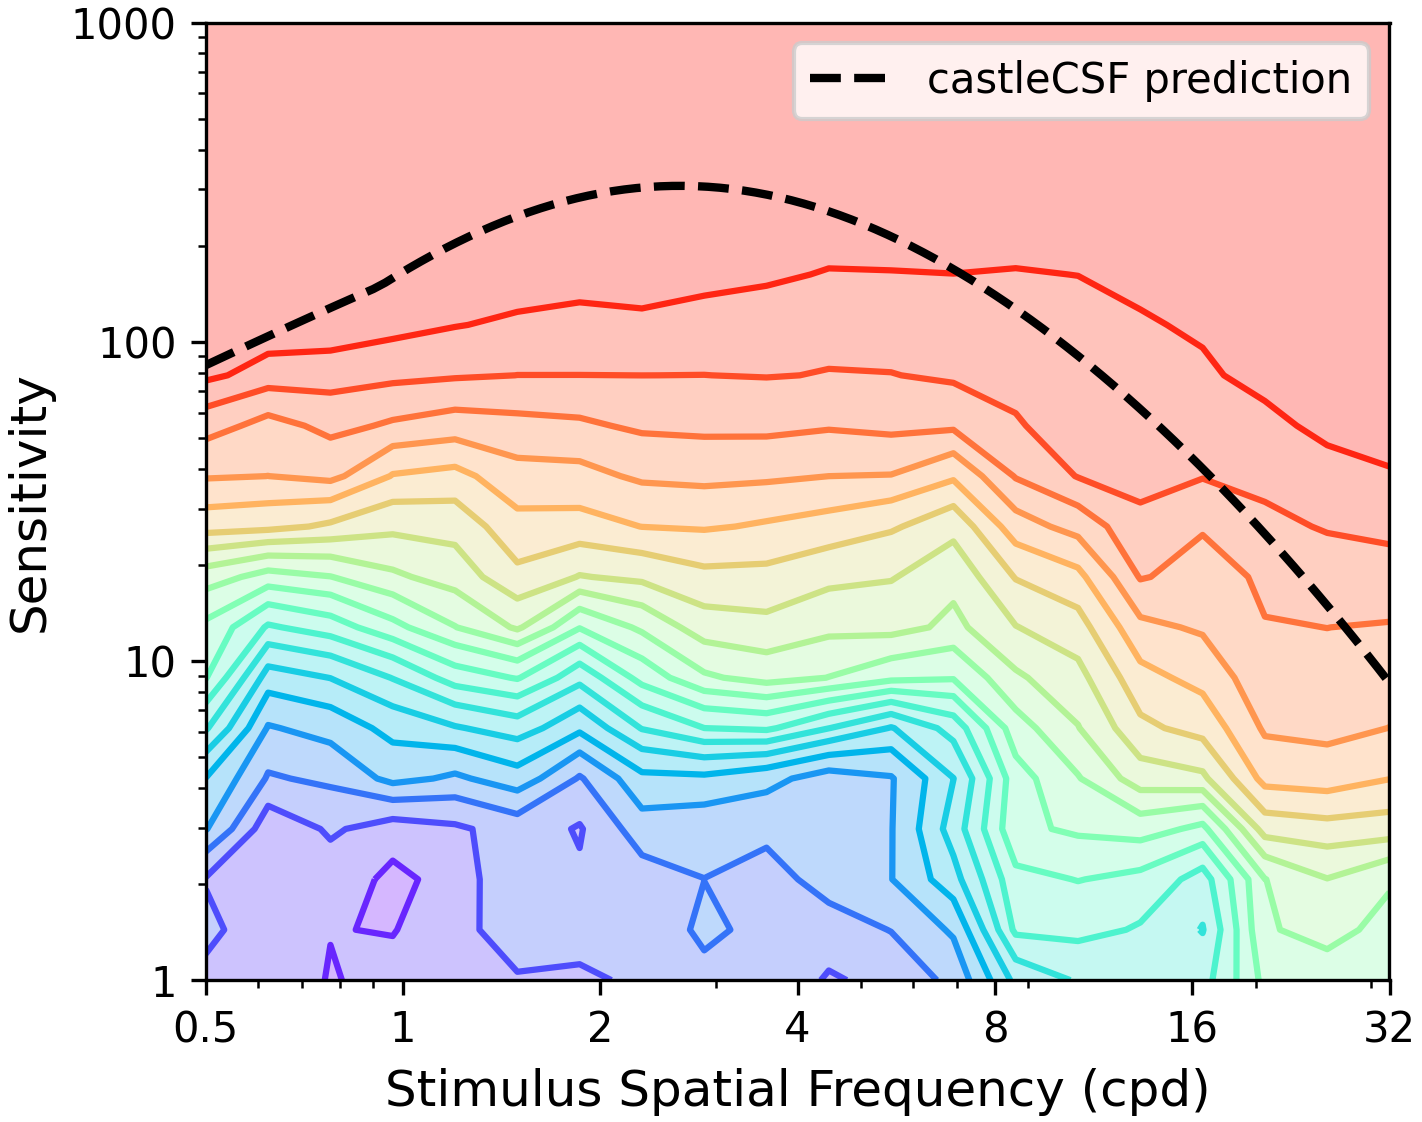 1000
castleCSF prediction
100
10
1
Sensitivity
0.5 1 2 4 8 16 32
Stimulus Spatial Frequency (cpd)